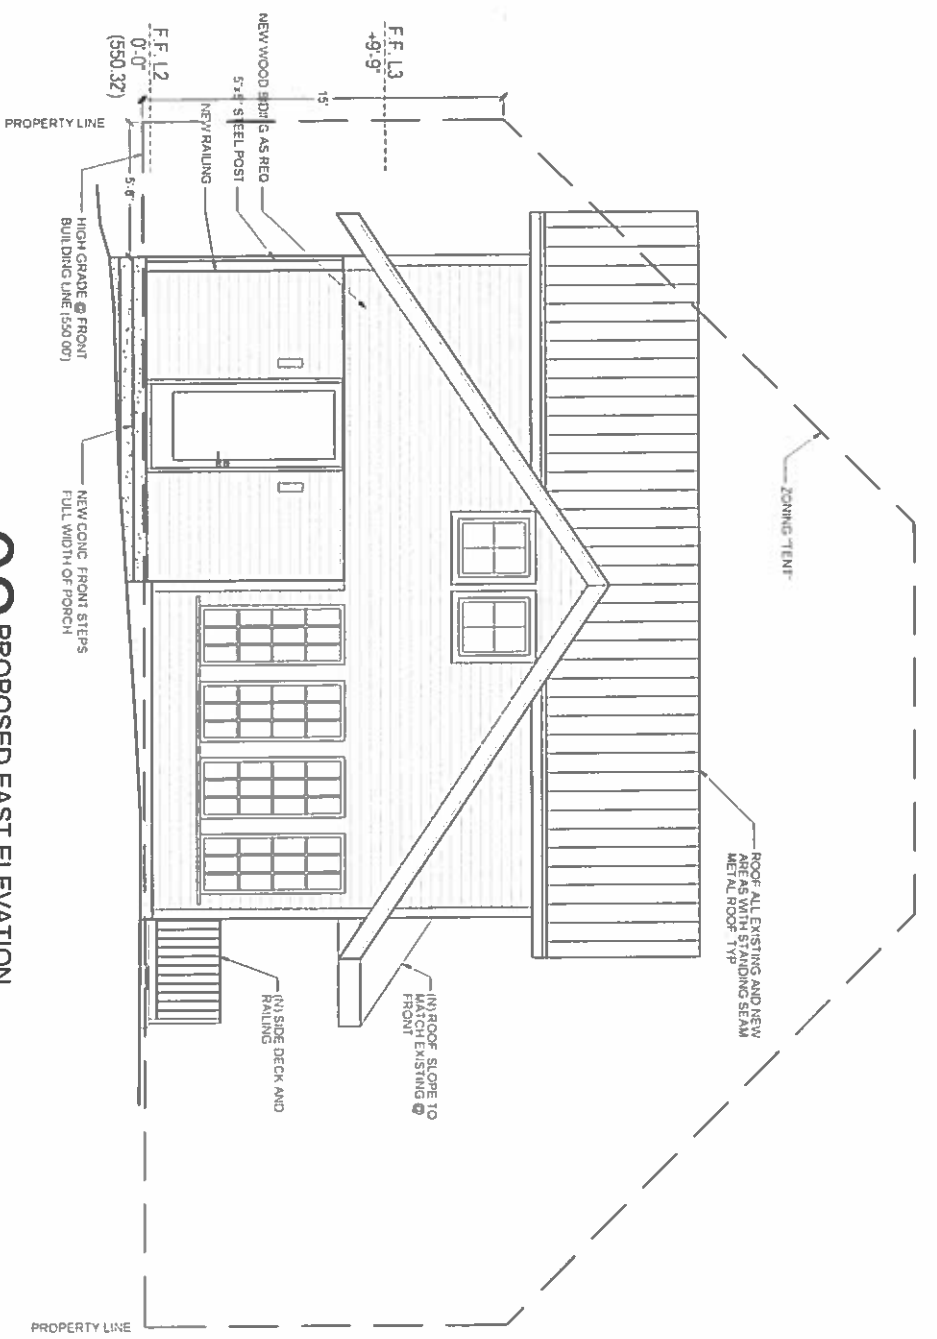 ZONING "TENT"
ROOF ALL EXISTING AND NEW
AREAS WITH STANDING SEAM
METAL ROOF TYP
F.F. L3
+9'-9"
(N) ROOF SLOPE TO
MATCH EXISTING @
FRONT
15'
NEW WOOD SIDING AS REQ
5"x5" STEEL POST
NEW RAILING
(N) SIDE DECK AND
RAILING
F.F. L2
0'-0"
(550.32')
5'-6"
PROPERTY LINE
PROPERTY LINE
HIGH GRADE @ FRONT
BUILDING LINE (550.00')
NEW CONC FRONT STEPS
FULL WIDTH OF PORCH
PROPOSED EAST ELEVATION